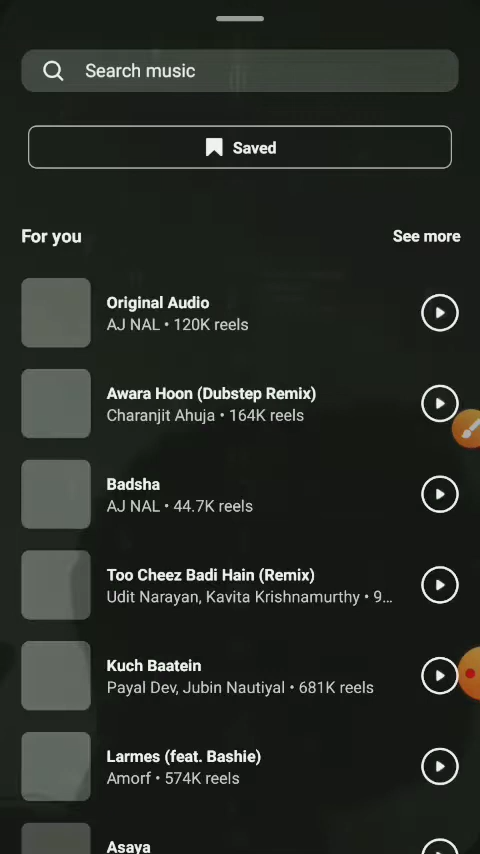 Search music
Saved
For you
See more
Original Audio
AJ NAL • 120K reels
Awara Hoon (Dubstep Remix)
Charanjit Ahuja • 164K reels
Badsha
AJ NAL • 44.7K reels
Too Cheez Badi Hain (Remix)
Udit Narayan, Kavita Krishnamurthy • 9...
Kuch Baatein
Payal Dev, Jubin Nautiyal • 681K reels
Larmes (feat. Bashie)
Amorf • 574K reels
Asaya